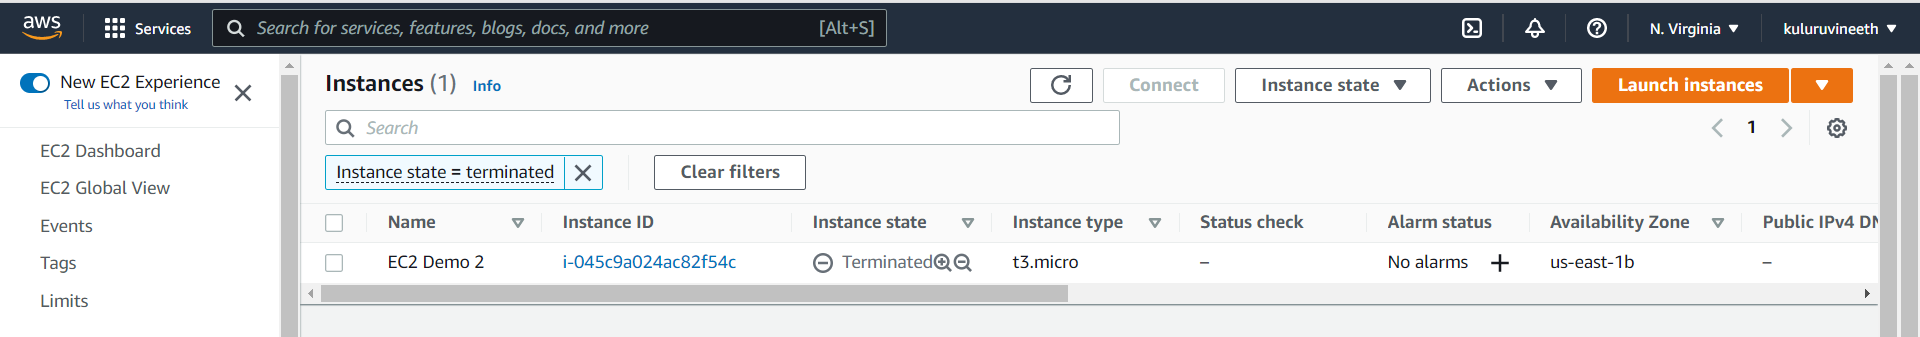 aws Services Search for services, features, blogs, docs, and more [Alt+S] N. Virginia kuluruvineeth
New EC2 Experience
Tell us what you think
EC2 Dashboard
EC2 Global View
Events
Tags
Limits
Instances (1) Info Connect Instance state Actions Launch instances
Search 1
Instance state = terminated Clear filters
Name Instance ID Instance state Instance type Status check Alarm status Availability Zone Public IPv4 DN
EC2 Demo 2 i-045c9a024ac82f54c Terminated t3.micro – No alarms + us-east-1b –